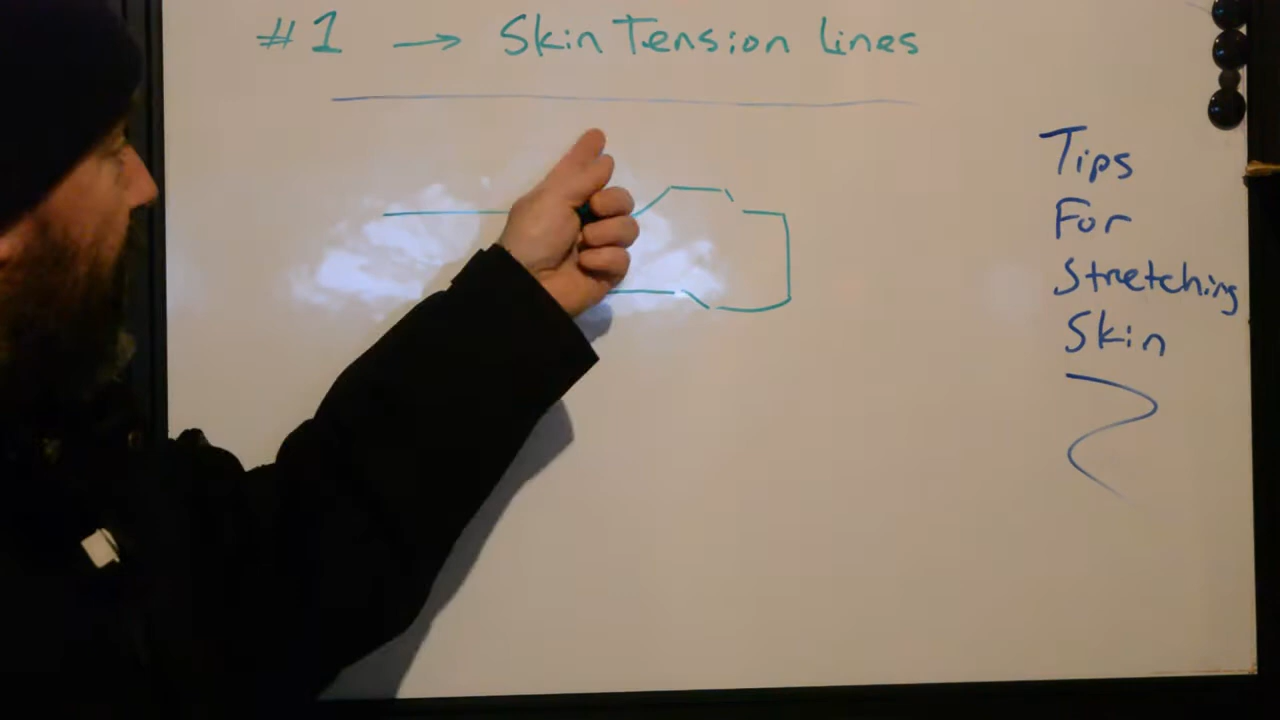 #1 → Skin Tension Lines
Tips
For
Stretching
Skin